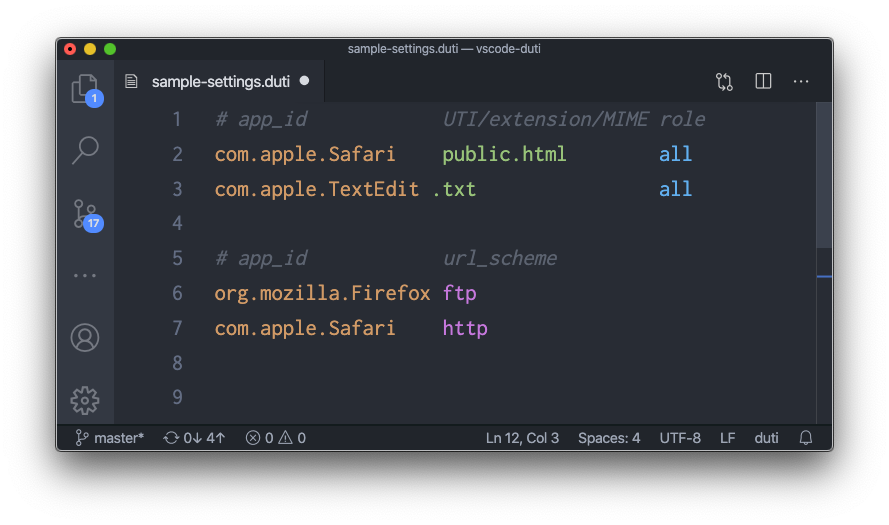 sample-settings.duti — vscode-duti
sample-settings.duti
1
17
1 # app_id UTI/extension/MIME role
2 com.apple.Safari public.html all
3 com.apple.TextEdit .txt all
4
5 # app_id url_scheme
6 org.mozilla.Firefox ftp
7 com.apple.Safari http
8
9
master* 0↓ 4↑ 0 0 Ln 12, Col 3 Spaces: 4 UTF-8 LF duti